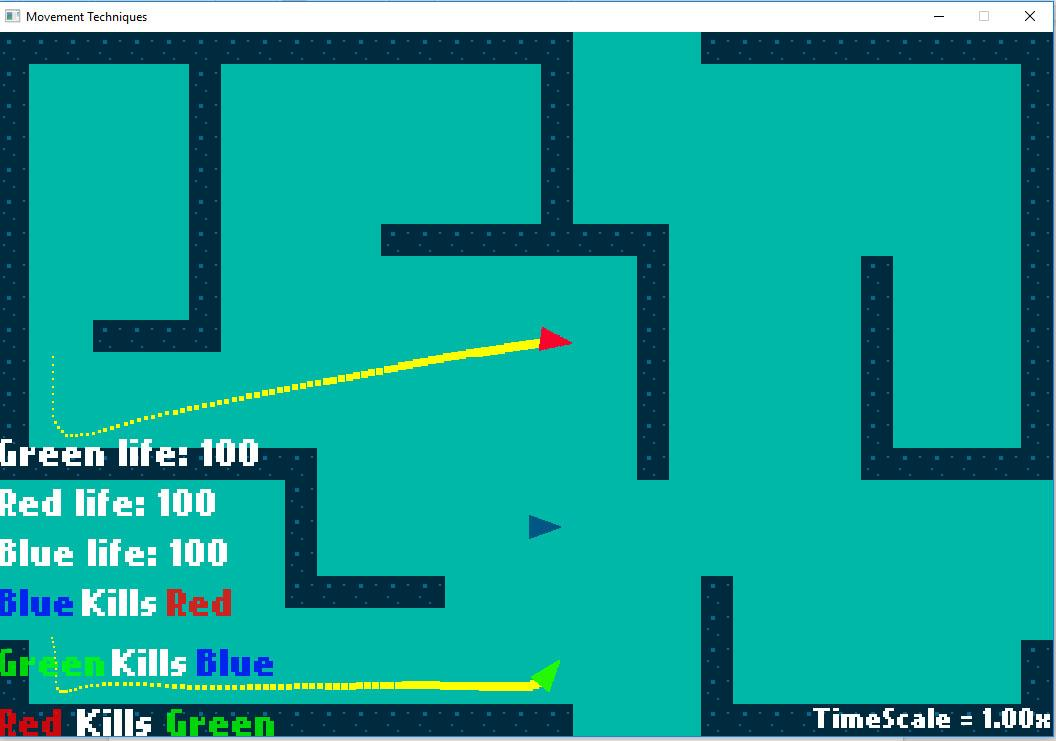 Movement Techniques
Green life: 100
Red life: 100
Blue life: 100
Blue Kills Red
Green Kills Blue
Red Kills Green
TimeScale = 1.00x